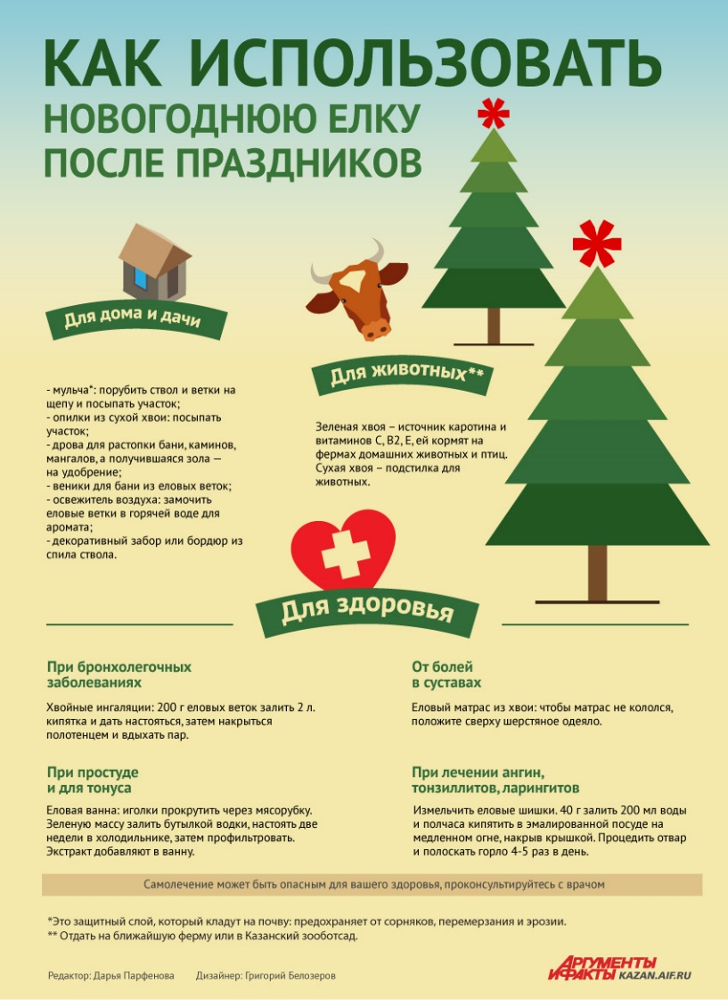 КАК ИСПОЛЬЗОВАТЬ
НОВОГОДНЮЮ ЕЛКУ
ПОСЛЕ ПРАЗДНИКОВ
Для дома и дачи
- мульча*: порубить ствол и ветки на
щепу и посыпать участок;
- опилки из сухой хвои: посыпать
участок;
- дрова для растопки бани, каминов,
мангалов, а получившаяся зола —
на удобрение;
- веники для бани из еловых веток;
- освежитель воздуха: замочить
еловые ветки в горячей воде для
аромата;
- декоративный забор или бордюр из
спила ствола.
Для животных**
Зеленая хвоя – источник каротина и
витаминов С, В2, Е, ей кормят на
фермах домашних животных и птиц.
Сухая хвоя – подстилка для
животных.
Для здоровья
При бронхолегочных
заболеваниях
Хвойные ингаляции: 200 г еловых веток залить 2 л.
кипятка и дать настояться, затем накрыться
полотенцем и вдыхать пар.
От болей
в суставах
Еловый матрас из хвои: чтобы матрас не кололся,
положите сверху шерстяное одеяло.
При простуде
и для тонуса
Еловая ванна: иголки прокрутить через мясорубку.
Зеленую массу залить бутылкой водки, настоять две
недели в холодильнике, затем профильтровать.
Экстракт добавляют в ванну.
При лечении ангин,
тонзиллитов, ларингитов
Измельчить еловые шишки. 40 г залить 200 мл воды
и полчаса кипятить в эмалированной посуде на
медленном огне, накрыв крышкой. Процедить отвар
и полоскать горло 4-5 раз в день.
Самолечение может быть опасным для вашего здоровья, проконсультируйтесь с врачом
*Это защитный слой, который кладут на почву: предохраняет от сорняков, перемерзания и эрозии.
** Отдать на ближайшую ферму или в Казанский зооботсад.
Редактор: Дарья Парфенова Дизайнер: Григорий Белозеров
АРГУМЕНТЫ
И ФАКТЫ KAZAN.AIF.RU